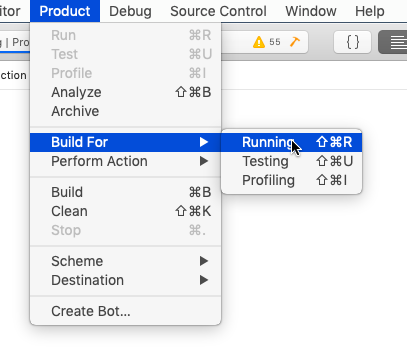 itor Product Debug Source Control Window Help
g | Pro 55 { }
ction
Run ⌘R
Test ⌘U
Profile ⌘I
Analyze ⇧⌘B
Archive
Build For ▶ Running ⇧⌘R
Perform Action ▶ Testing ⇧⌘U
Profiling ⇧⌘I
Build ⌘B
Clean ⇧⌘K
Stop ⌘.
Scheme ▶
Destination ▶
Create Bot...